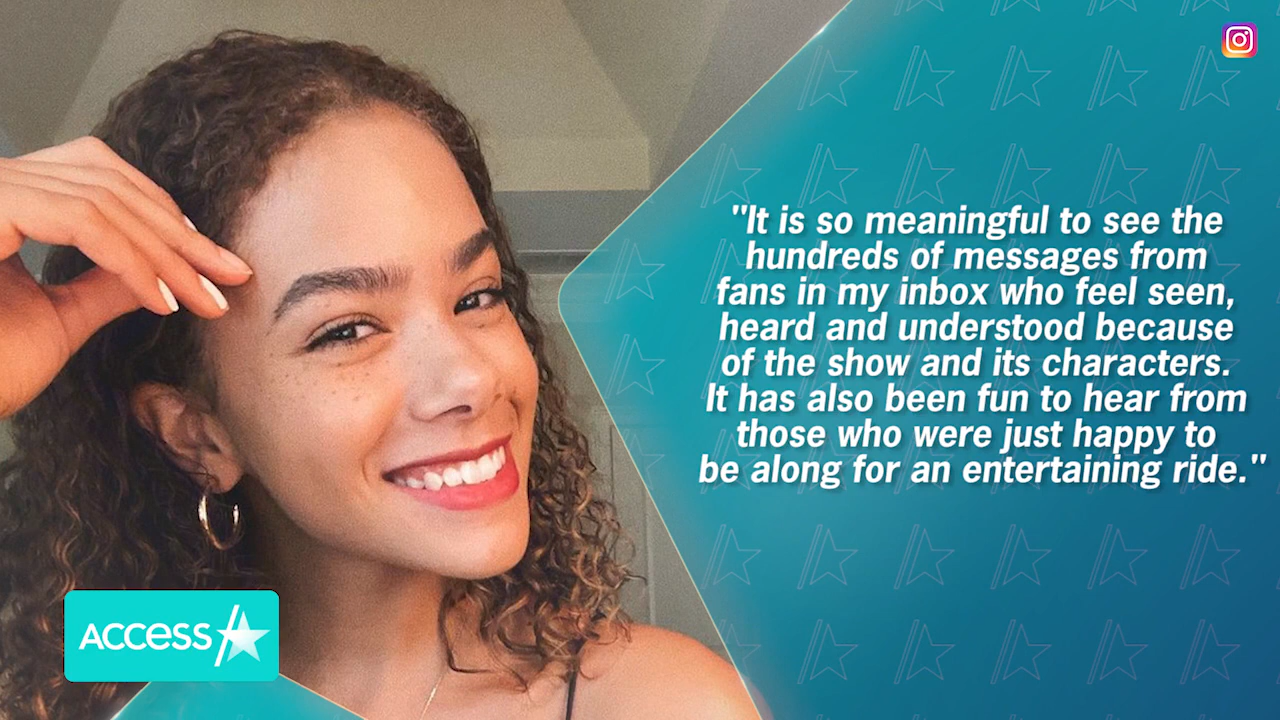 "It is so meaningful to see the
hundreds of messages from
fans in my inbox who feel seen,
heard and understood because
of the show and its characters.
It has also been fun to hear from
those who were just happy to
be along for an entertaining ride."
ACCESS